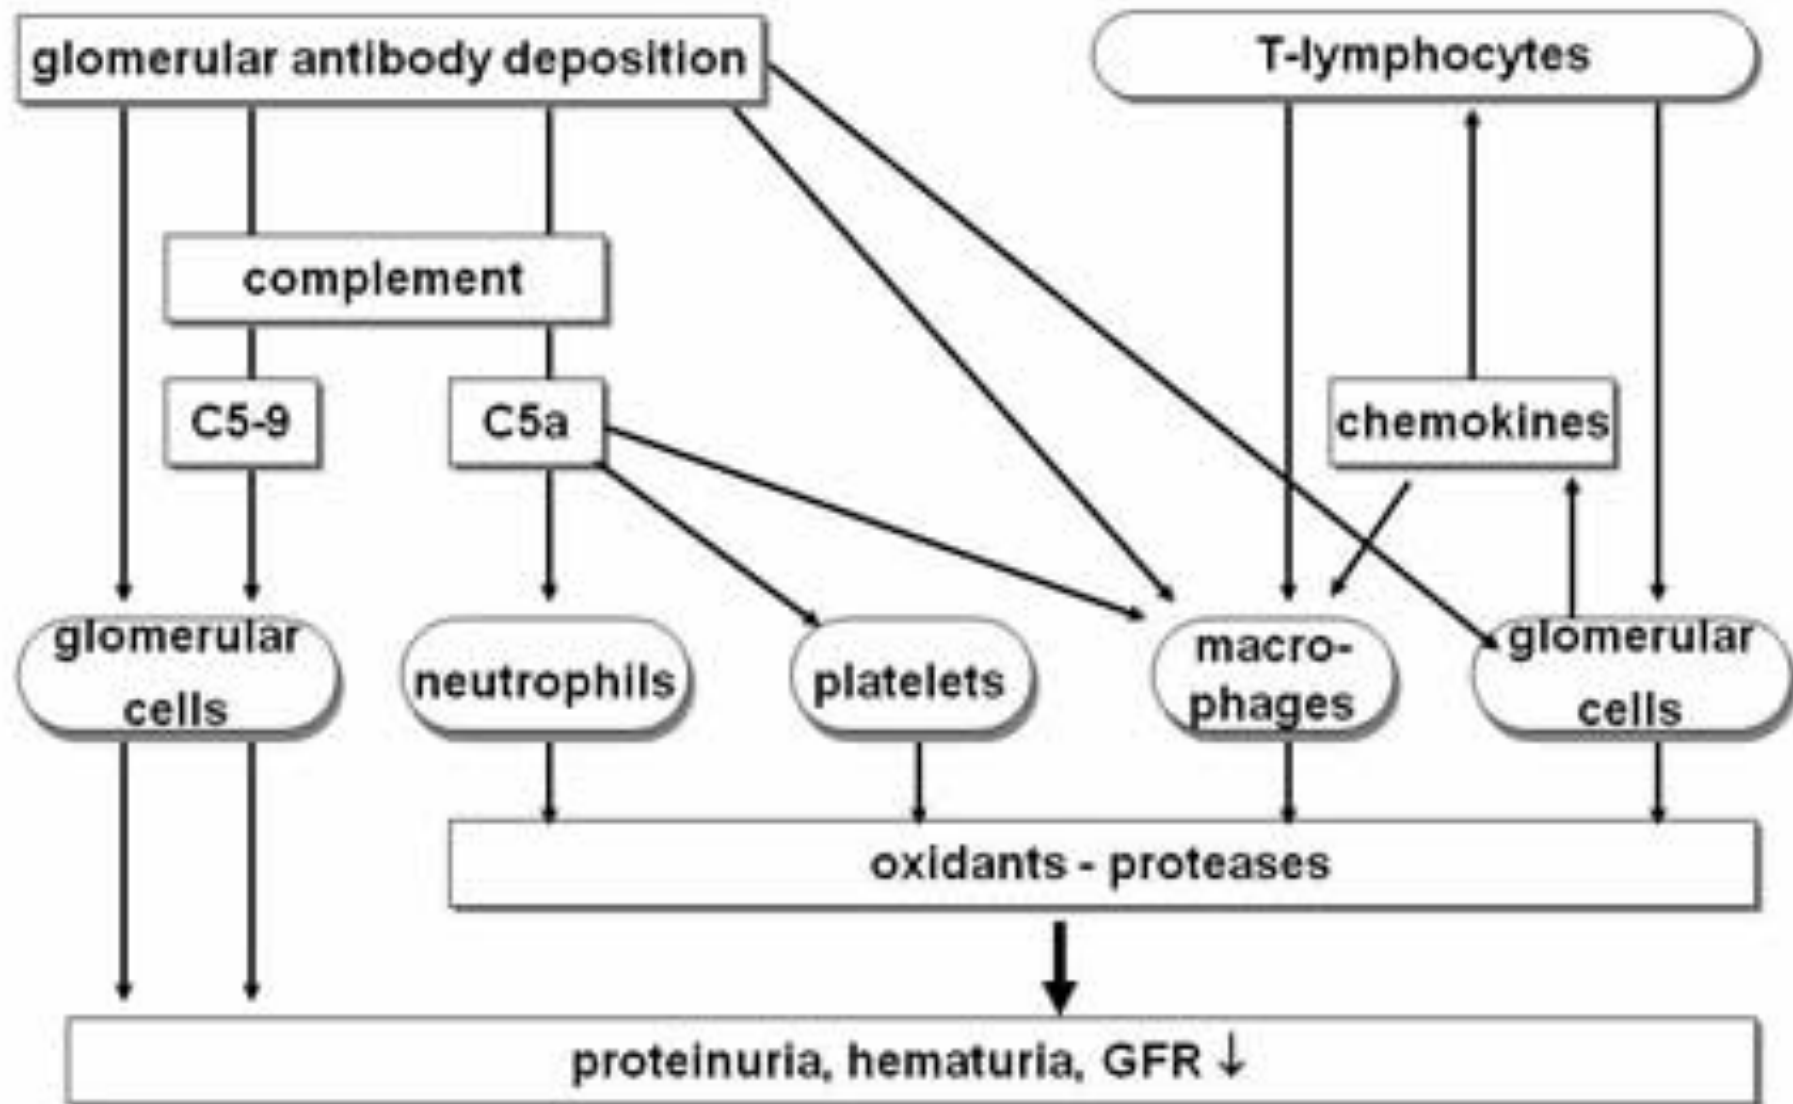 glomerular antibody deposition
T-lymphocytes
complement
C5-9
C5a
chemokines
glomerular
cells
neutrophils
platelets
macro-
phages
glomerular
cells
oxidants - proteases
proteinuria, hematuria, GFR ↓